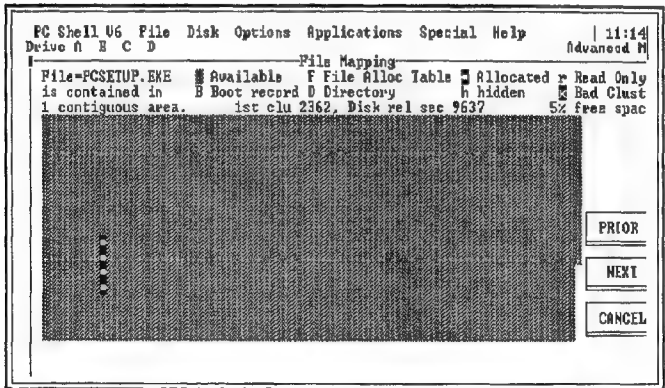 PC Shell V6 File Disk Options Applications Special Help | 11:14
Drive A B C D Advanced M
File Mapping
File=PCSETUP.EXE Available F File Alloc Table Allocated r Read Only
is contained in B Boot record D Directory h hidden Bad Clust
1 contiguous area. 1st clu 2362, Disk rel sec 9637 5% free spac
PRIOR
NEXT
CANCEL